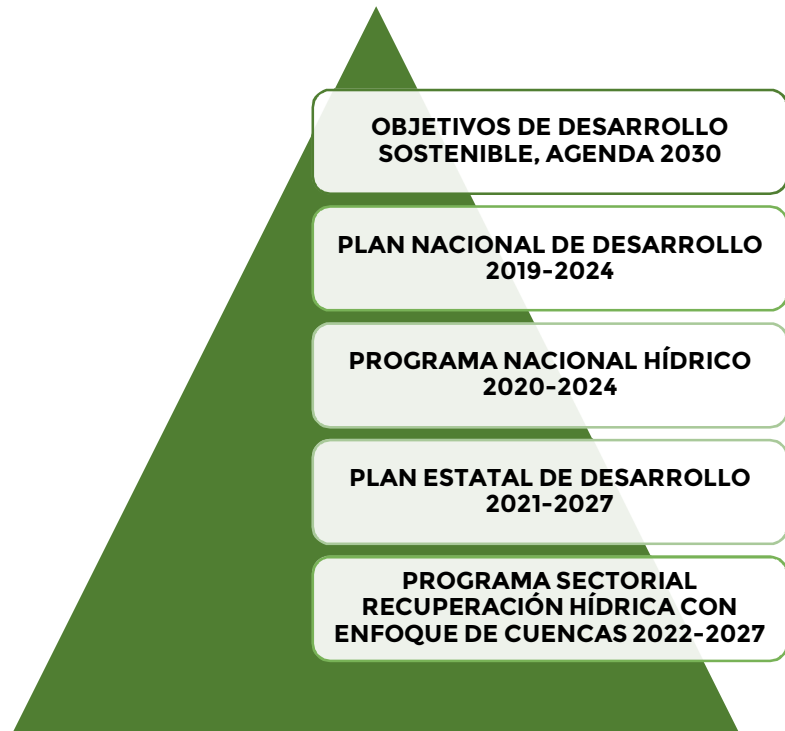 OBJETIVOS DE DESARROLLO
SOSTENIBLE, AGENDA 2030
PLAN NACIONAL DE DESARROLLO
2019-2024
PROGRAMA NACIONAL HÍDRICO
2020-2024
PLAN ESTATAL DE DESARROLLO
2021-2027
PROGRAMA SECTORIAL
RECUPERACIÓN HÍDRICA CON
ENFOQUE DE CUENCAS 2022-2027